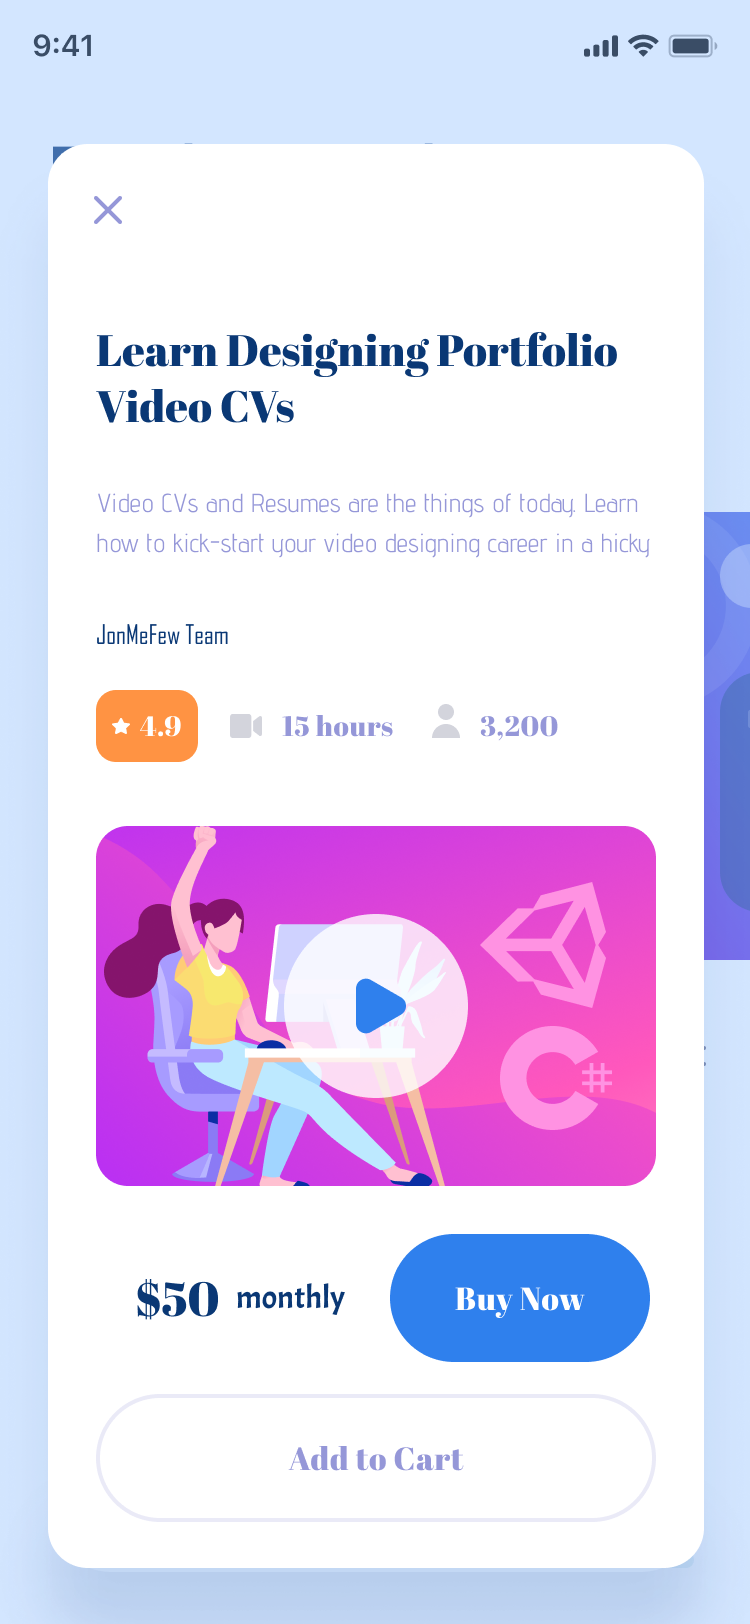 9:41
Learn Designing Portfolio
Video CVs
Video CVs and Resumes are the things of today. Learn
how to kick-start your video designing career in a hicky
JonMeFew Team
4.9 15 hours 3,200
C#
$50 monthly Buy Now
Add to Cart